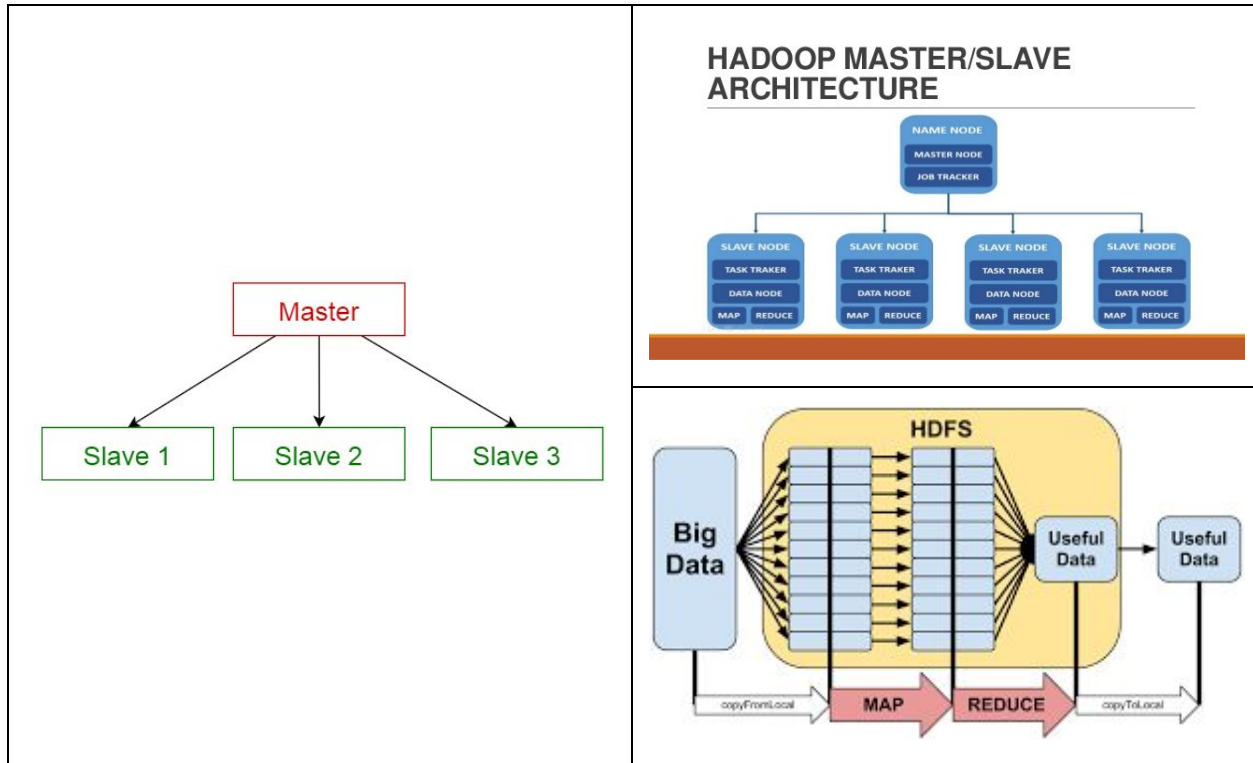 Master
Slave 1 Slave 2 Slave 3
HADOOP MASTER/SLAVE
ARCHITECTURE
NAME NODE
MASTER NODE
JOB TRACKER
SLAVE NODE SLAVE NODE SLAVE NODE SLAVE NODE
TASK TRAKER TASK TRAKER TASK TRAKER TASK TRAKER
DATA NODE DATA NODE DATA NODE DATA NODE
MAP REDUCE MAP REDUCE MAP REDUCE MAP REDUCE
HDFS
Big
Data
Useful
Data
Useful
Data
copyFromLocal MAP REDUCE copyToLocal